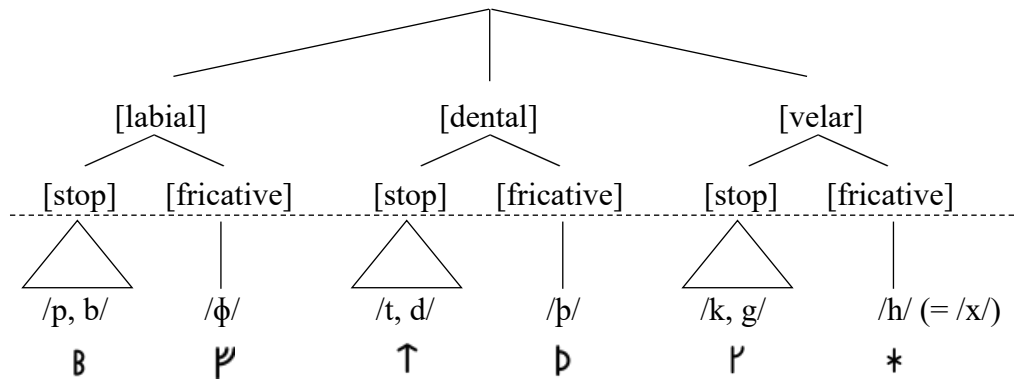 [labial] [dental] [velar]
[stop] [fricative] [stop] [fricative] [stop] [fricative]
/p, b/ /ɸ/ /t, d/ /þ/ /k, g/ /h/ (= /x/)
ᛒ ᚠ ᛏ ᚦ ᚴ ᚼ